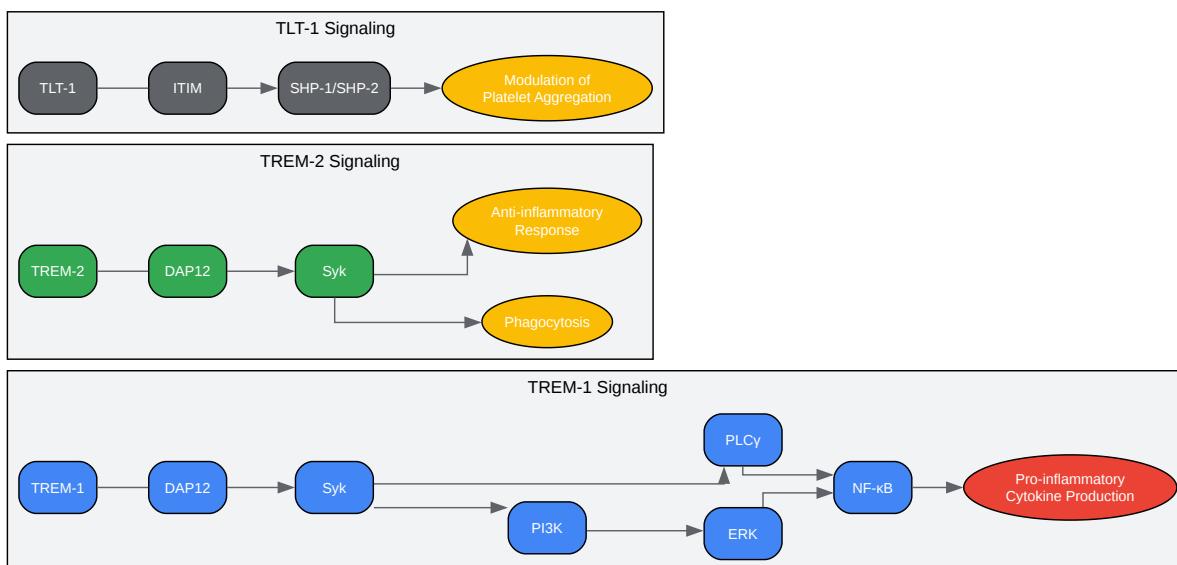 TLT-1 Signaling
TLT-1
ITIM
SHP-1/SHP-2
Modulation of
Platelet Aggregation
TREM-2 Signaling
Anti-inflammatory
Response
TREM-2
DAP12
Syk
Phagocytosis
TREM-1 Signaling
PLCγ
TREM-1
DAP12
Syk
NF-κB
Pro-inflammatory
Cytokine Production
PI3K
ERK